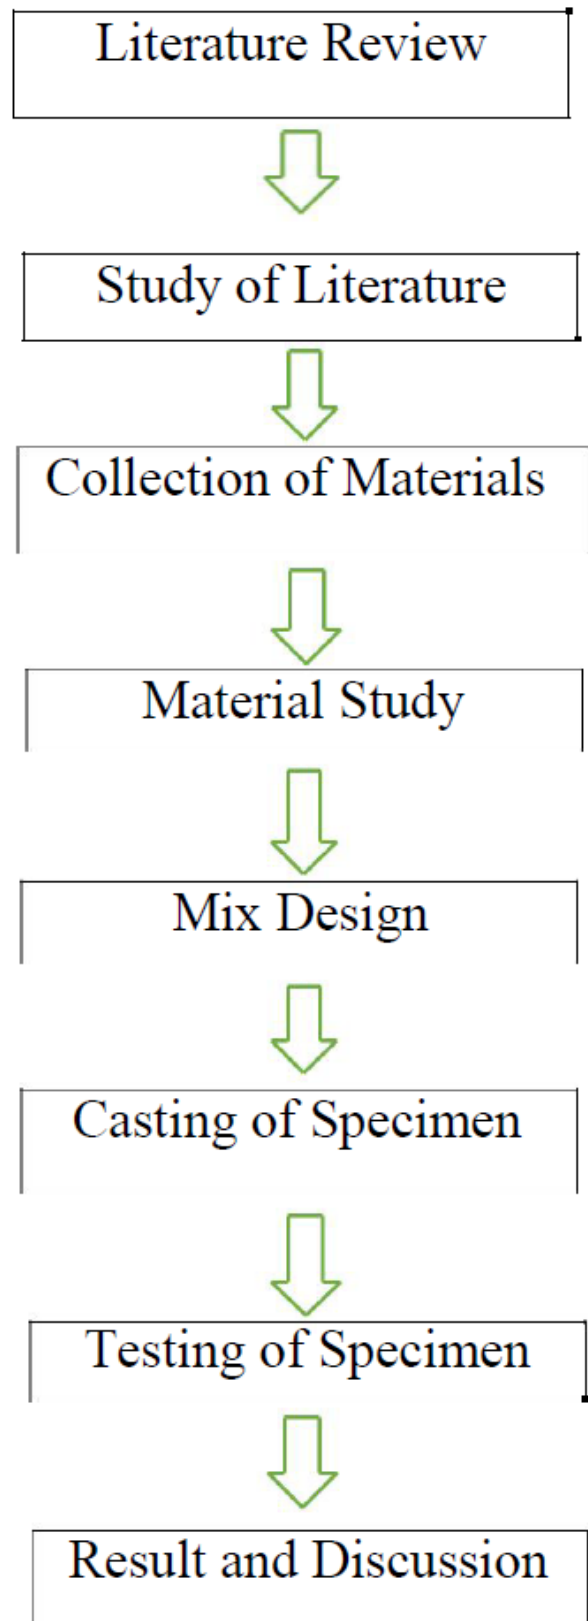 Literature Review
Study of Literature
Collection of Materials
Material Study
Mix Design
Casting of Specimen
Testing of Specimen
Result and Discussion